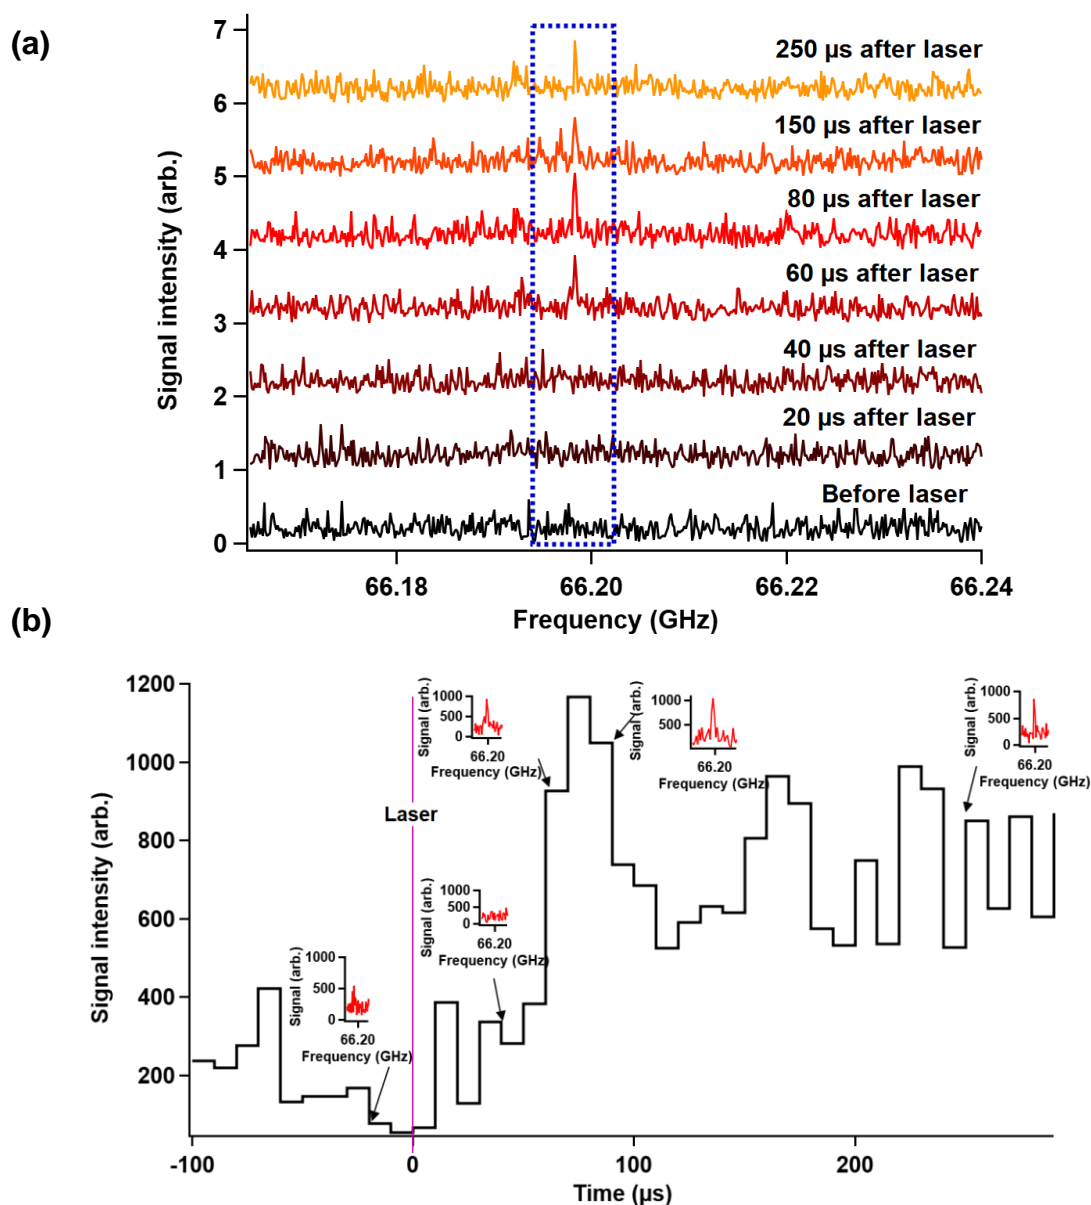 (a)
7
6
5
4
3
2
1
0
Signal intensity (arb.)
250 µs after laser
150 µs after laser
80 µs after laser
60 µs after laser
40 µs after laser
20 µs after laser
Before laser
66.18
66.20
66.22
66.24
Frequency (GHz)
(b)
1200
1000
800
600
400
200
Signal intensity (arb.)
Laser
1000
500
0
Signal (arb.)
66.20
Frequency (GHz)
1000
500
Signal (arb.)
66.20
Frequency (GHz)
1000
500
0
Signal (arb.)
66.20
Frequency (GHz)
1000
500
0
Signal (arb.)
66.20
Frequency (GHz)
1000
500
0
Signal (arb.)
66.20
Frequency (GHz)
-100
0
100
200
Time (µs)